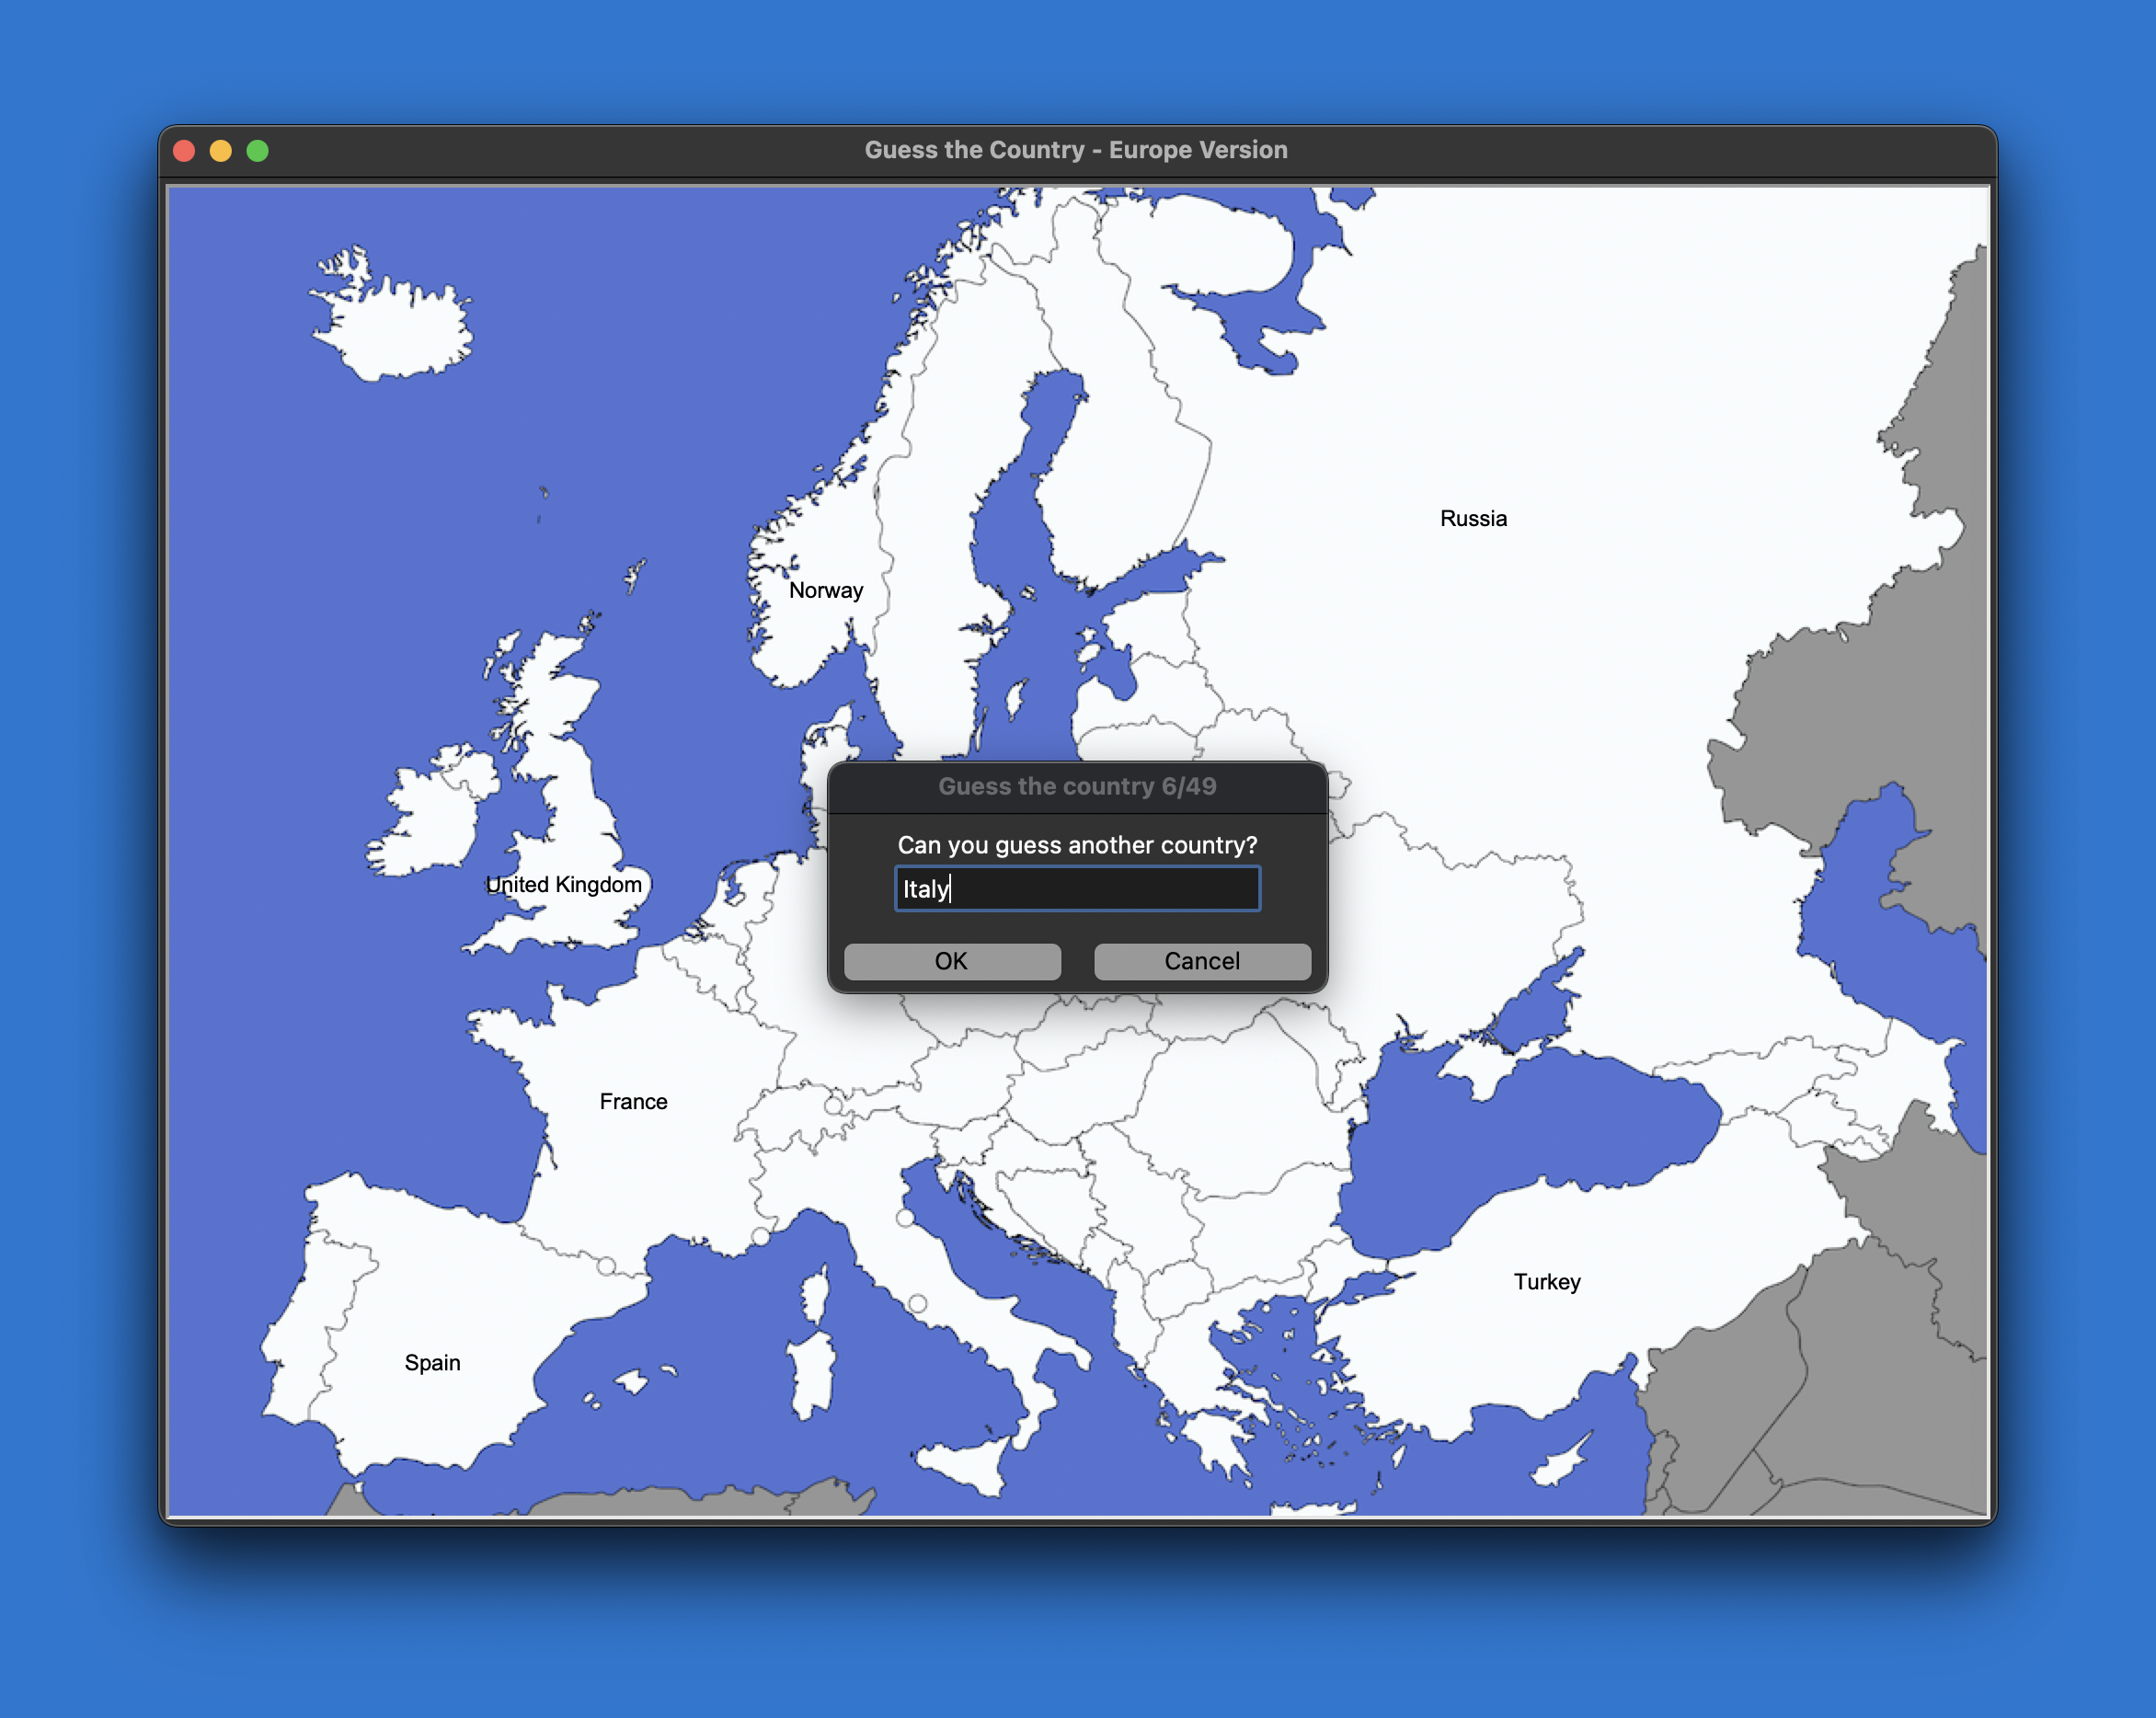 Guess the Country - Europe Version
Russia
Norway
Guess the country 6/49
Can you guess another country?
Italy
United Kingdom
OK
Cancel
France
Turkey
Spain